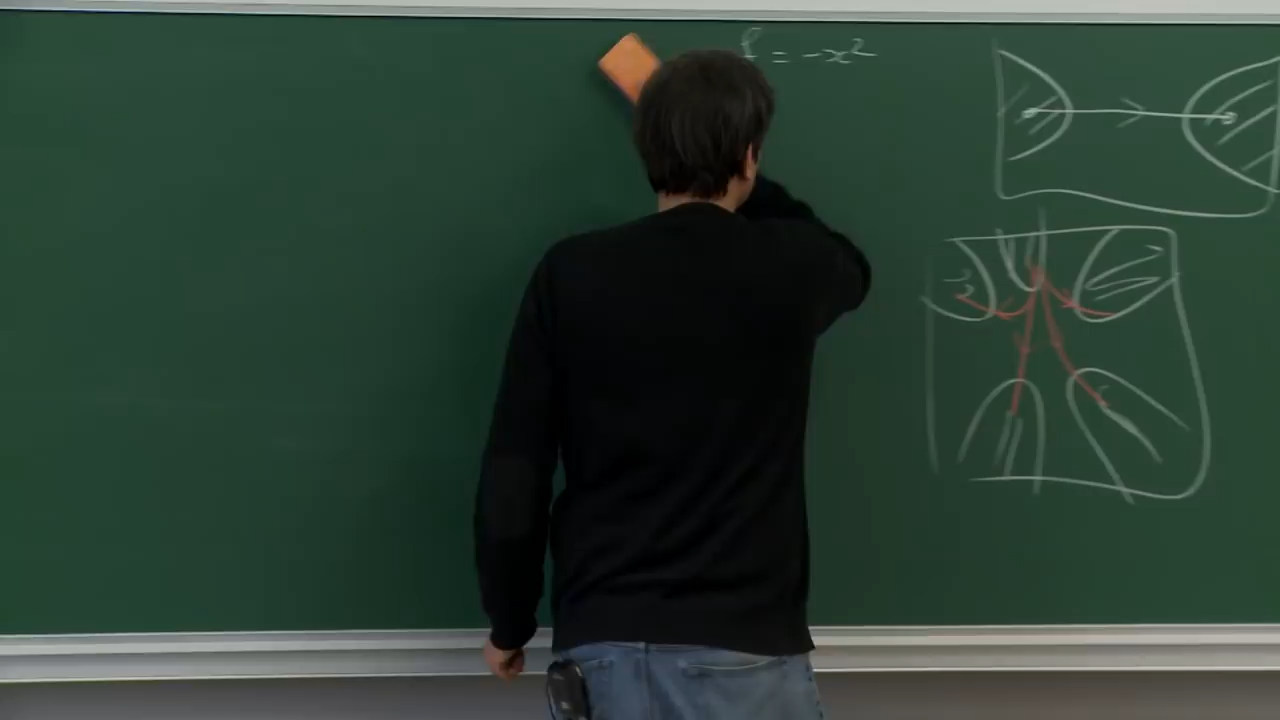 f = -x²